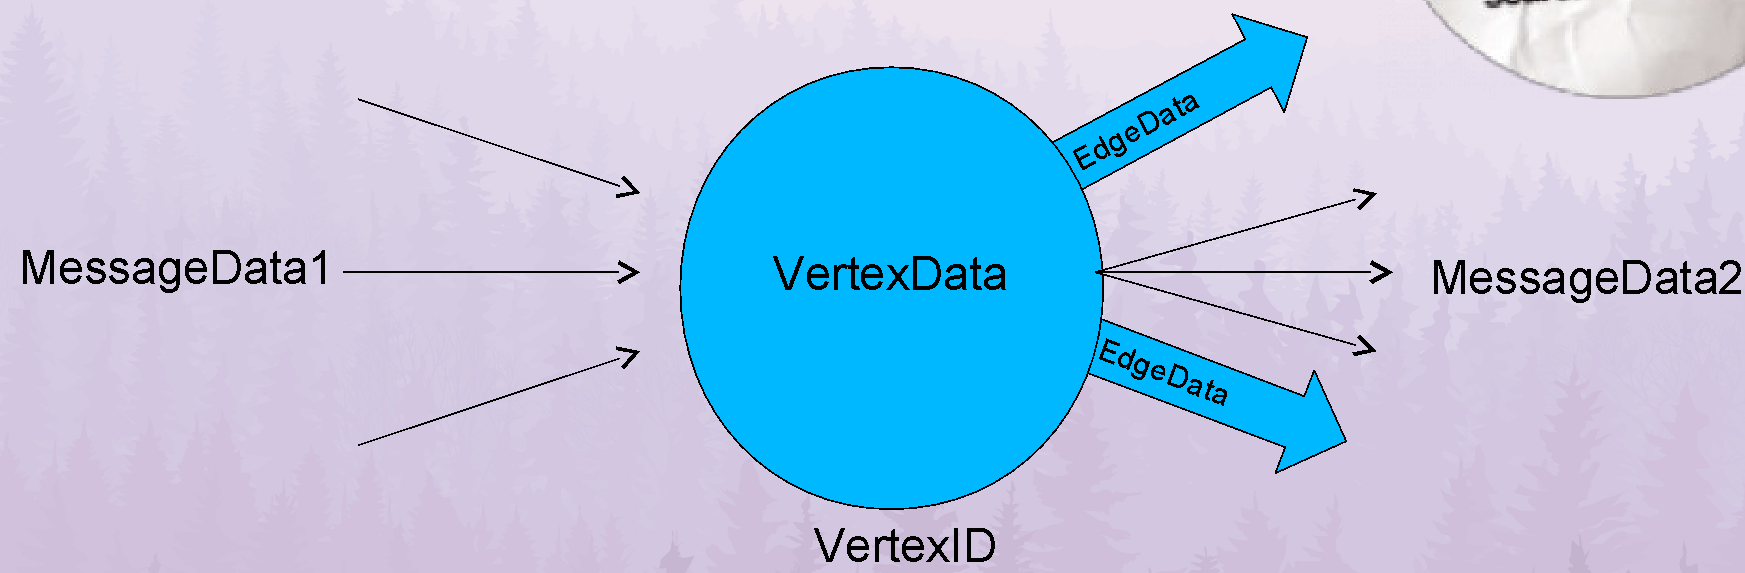 EdgeData
MessageData1
VertexData
MessageData2
EdgeData
VertexID